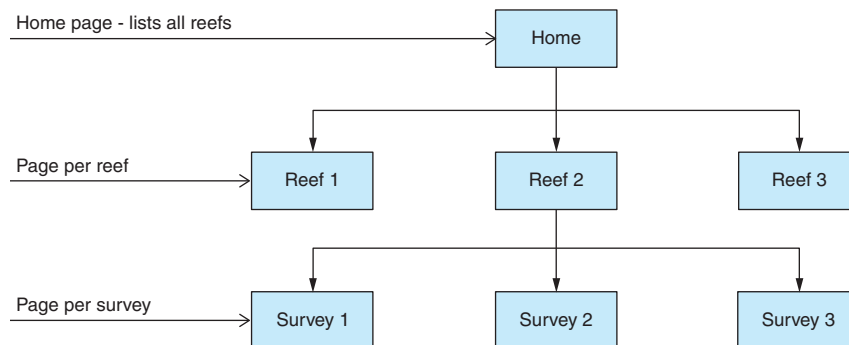 Home page - lists all reefs
Home
Page per reef
Reef 1
Reef 2
Reef 3
Page per survey
Survey 1
Survey 2
Survey 3